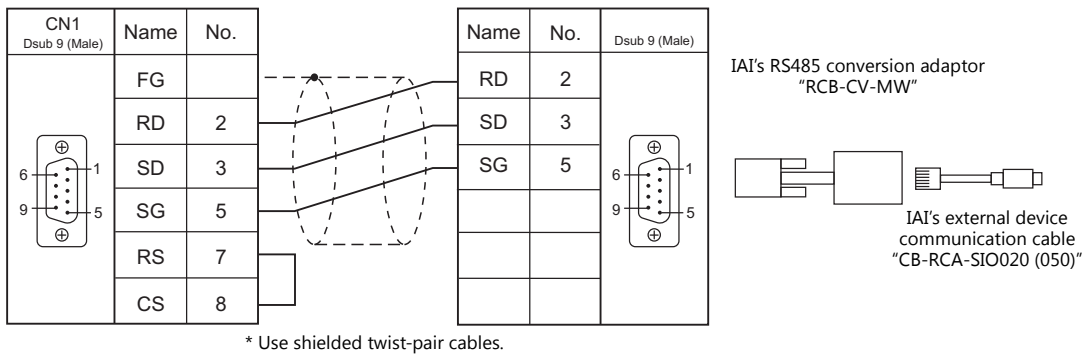 CN1
Dsub 9 (Male)
Name No.
FG
RD 2
SD 3
SG 5
RS 7
CS 8
6
1
9
5
Name No.
Dsub 9 (Male)
RD 2
SD 3
SG 5
6
1
9
5
IAI's RS485 conversion adaptor
"RCB-CV-MW"
IAI's external device
communication cable
"CB-RCA-SIO020 (050)"
* Use shielded twist-pair cables.